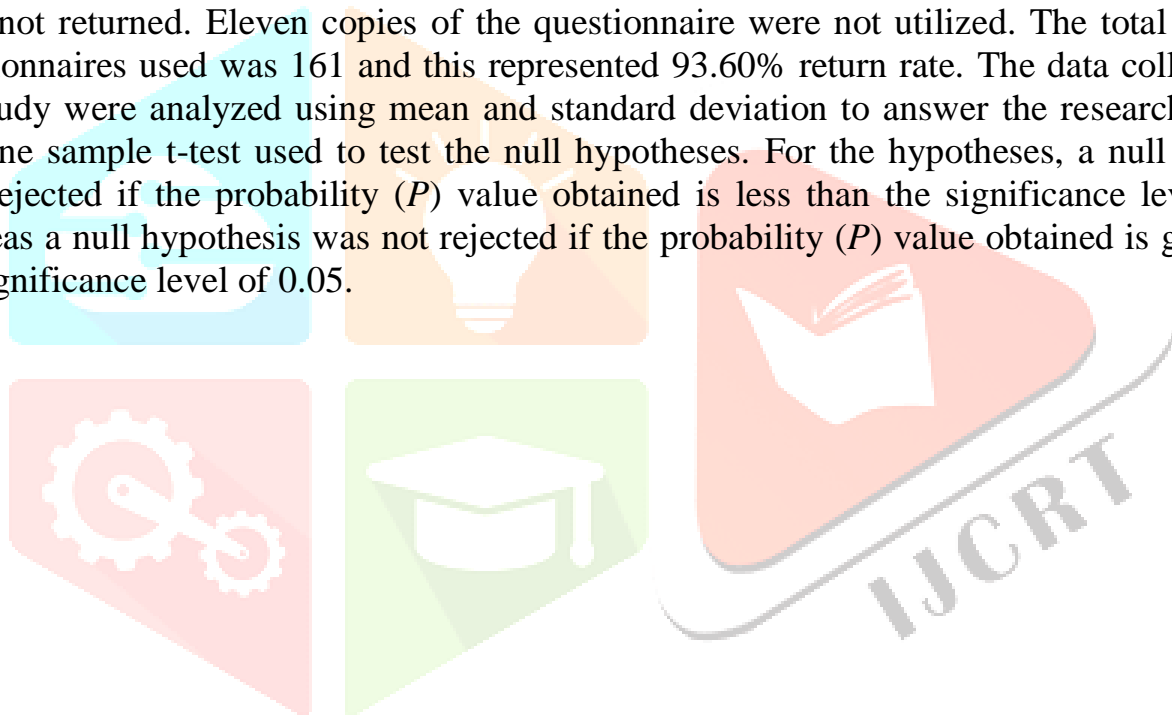 not returned. Eleven copies of the questionnaire were not utilized. The total
onnaires used was 161 and this represented 93.60% return rate. The data coll
udy were analyzed using mean and standard deviation to answer the research
ne sample t-test used to test the null hypotheses. For the hypotheses, a null
ejected if the probability (P) value obtained is less than the significance lev
eas a null hypothesis was not rejected if the probability (P) value obtained is g
gnificance level of 0.05.
IJCRT